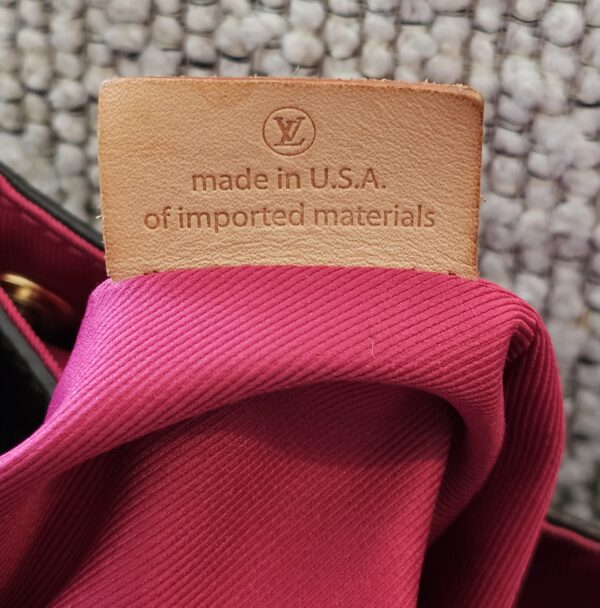 LV
made in U.S.A.
of imported materials